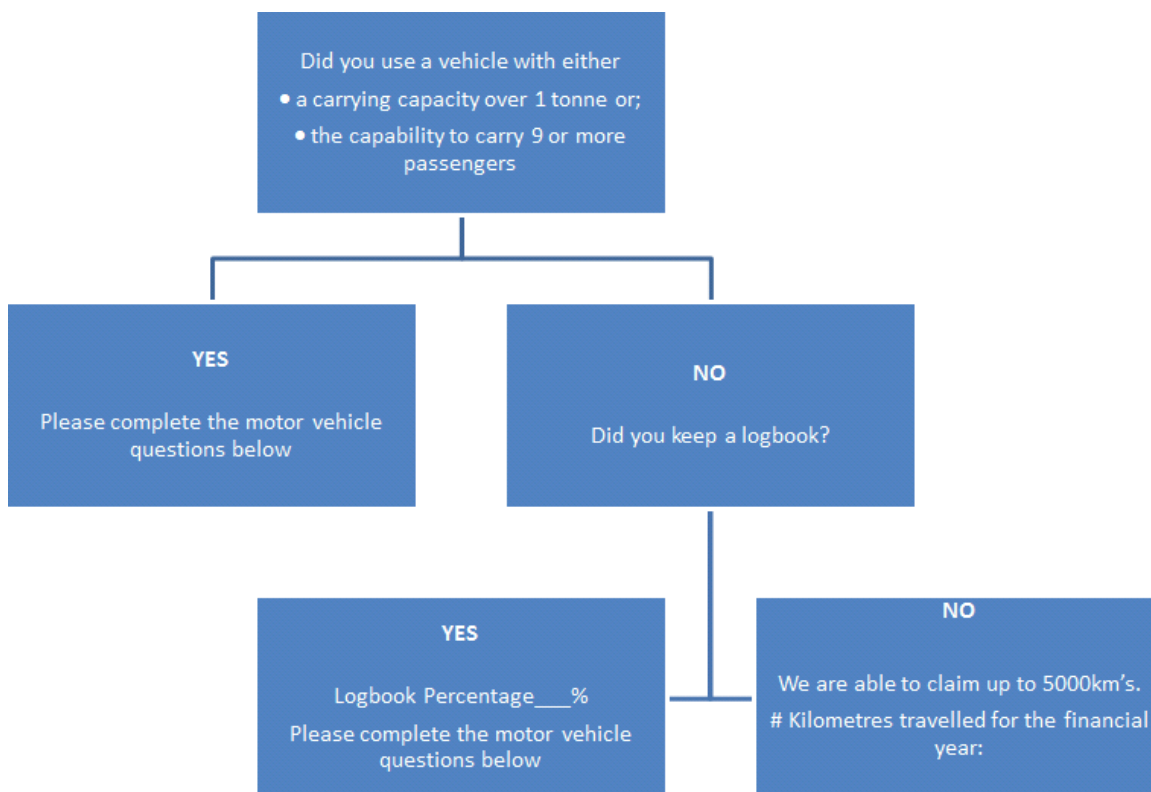 Did you use a vehicle with either
• a carrying capacity over 1 tonne or;
• the capability to carry 9 or more
passengers
YES
Please complete the motor vehicle
questions below
NO
Did you keep a logbook?
YES
Logbook Percentage___%
Please complete the motor vehicle
questions below
NO
We are able to claim up to 5000km’s.
# Kilometres travelled for the financial
year: